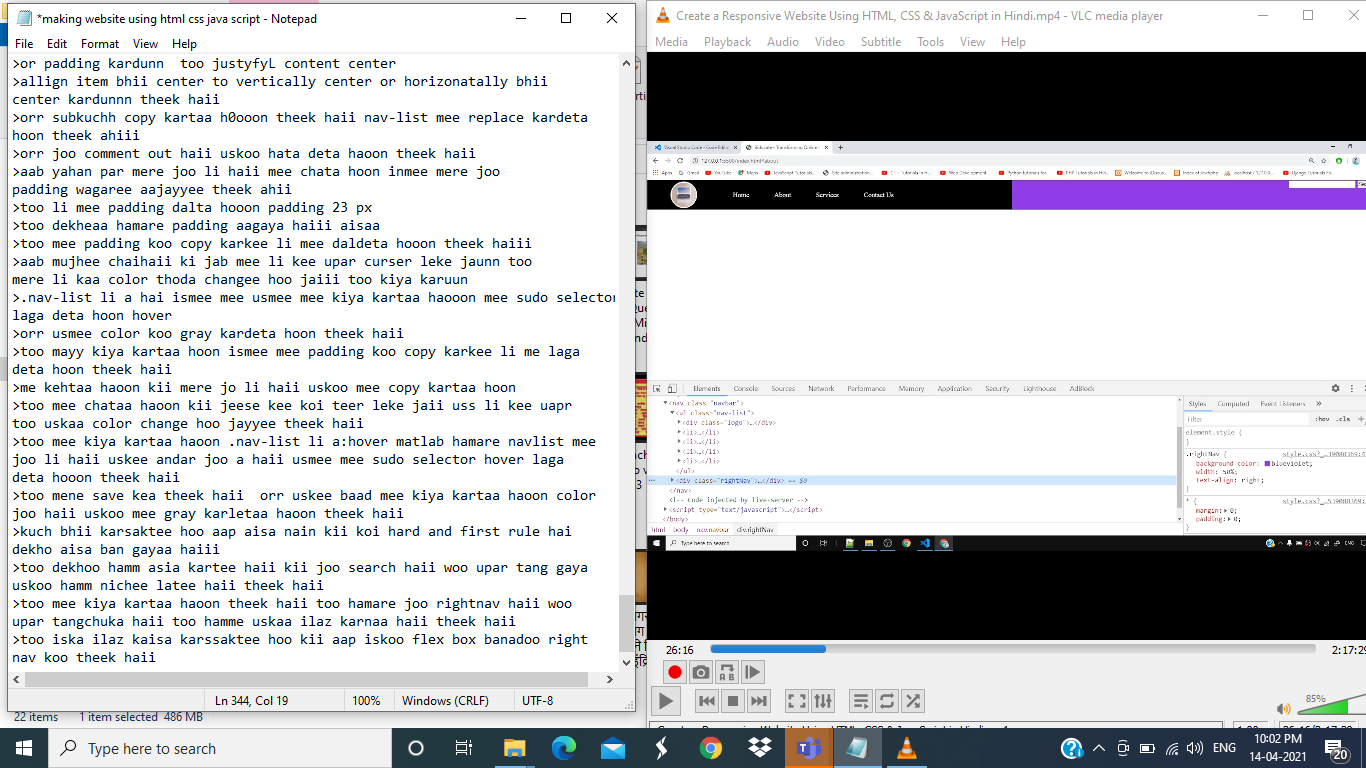 *making website using html css java script - Notepad
File Edit Format View Help
>or padding kardunn  too justyfyL content center
>allign item bhii center to vertically center or horizonatally bhii
center kardunnn theek haii
>orr subkuchh copy kartaa h0ooon theek haii nav-list mee replace kardeta
hoon theek ahiii
>orr joo comment out haii uskoo hata deta haoon theek haii
>aab yahan par mere joo li haii mee chata hoon inmee mere joo
padding wagaree aajayyee theek ahii
>too li mee padding dalta hooon padding 23 px
>too dekheaa hamare padding aagaya haiii aisaa
>too mee padding koo copy karkee li mee daldeta hooon theek haiii
>aab mujhee chaihaii ki jab mee li kee upar curser leke jaunn too
mere li kaa color thoda changee hoo jaiii too kiya karuun
>.nav-list li a hai ismee mee usmee mee kiya kartaa haooon mee sudo selector
laga deta hoon hover
>orr usmee color koo gray kardeta hoon theek haii
>too mayy kiya kartaa hoon ismee mee padding koo copy karkee li me laga
deta hoon theek haii
>me kehtaa haoon kii mere jo li haii uskoo mee copy kartaa hoon
>too mee chataa haoon kii jeese kee koi teer leke jaii uss li kee uapr
too uskaa color change hoo jayyee theek haii
>too mee kiya kartaa haoon .nav-list li a:hover matlab hamare navlist mee
joo li haii uskee andar joo a haii usmee mee sudo selector hover laga
deta hooon theek haii
>too mene save kea theek haii  orr uskee baad mee kiya kartaa haoon color
joo haii uskoo mee gray karletaa haoon theek haii
>kuch bhii karsaktee hoo aap aisa nain kii koi hard and first rule hai
dekho aisa ban gayaa haiii
>too dekhoo hamm asia kartee haii kii joo search haii woo upar tang gaya
uskoo hamm nichee latee haii theek haii
>too mee kiya kartaa haoon theek haii too hamare joo rightnav haii woo
upar tangchuka haii too hamme uskaa ilaz karnaa haii theek haii
>too iska ilaz kaisa karssaktee hoo kii aap iskoo flex box banadoo right
nav koo theek haii
Ln 344, Col 19 100% Windows (CRLF) UTF-8
22 items 1 item selected 486 MB
Create a Responsive Website Using HTML, CSS & JavaScript in Hindi.mp4 - VLC media player
Media Playback Audio Video Subtitle Tools View Help
127.0.0.1:5500/index.html#about
Home About Services Contact Us
Elements Console Sources Network Performance Memory Application Security Lighthouse AdBlock
<nav class="navbar">
<ul class="nav-list">
<div class="logo">…</div>
<li>…</li>
<li>…</li>
<li>…</li>
<li>…</li>
</ul>
<div class="rightNav">…</div> == $0
</nav>
<!-- Code injected by live-server -->
<script type="text/javascript">…</script>
</body>
html body nav.navbar div.rightNav
Styles Computed Event Listeners »
Filter :hov .cls +
element.style {
}
.rightNav {
background color: blueviolet;
width: 50%;
text-align: right;
}
* {
margin: 0;
padding: 0;
}
Type here to search
26:16 2:17:29
85%
Type here to search
ENG 10:02 PM
14-04-2021
20